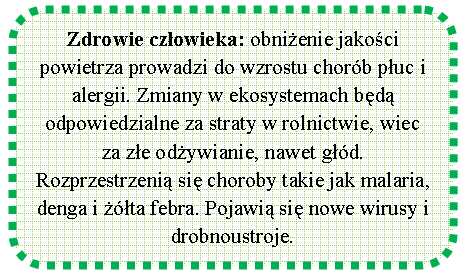 Zdrowie człowieka: obniżenie jakości
powietrza prowadzi do wzrostu chorób płuc i
alergii. Zmiany w ekosystemach będą
odpowiedzialne za straty w rolnictwie, wiec
za złe odżywianie, nawet głód.
Rozprzestrzenią się choroby takie jak malaria,
denga i żółta febra. Pojawią się nowe wirusy i
drobnoustroje.